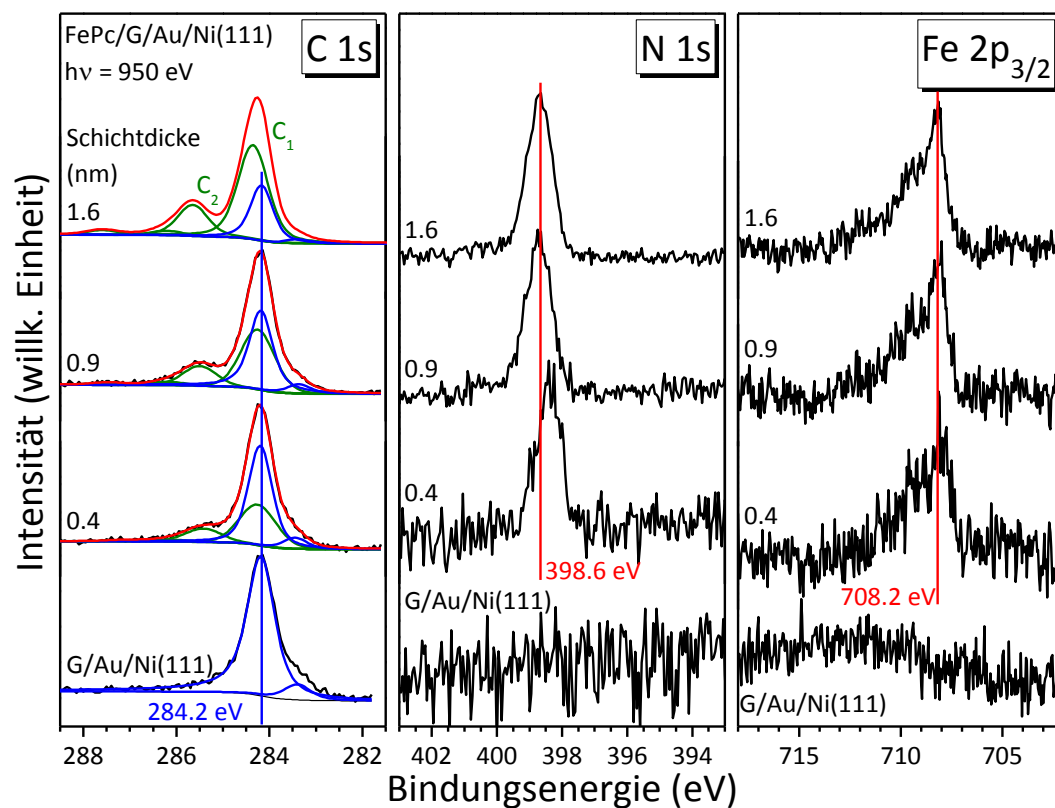 FePc/G/Au/Ni(111)
hν = 950 eV
C 1s
Schichtdicke
(nm)
1.6
C₁
C₂
0.9
0.4
G/Au/Ni(111)
284.2 eV
288 286 284 282
N 1s
1.6
0.9
0.4
398.6 eV
G/Au/Ni(111)
402 400 398 396 394
Fe 2p₃/₂
1.6
0.9
0.4
708.2 eV
G/Au/Ni(111)
715 710 705
Intensität (willk. Einheit)
Bindungsenergie (eV)